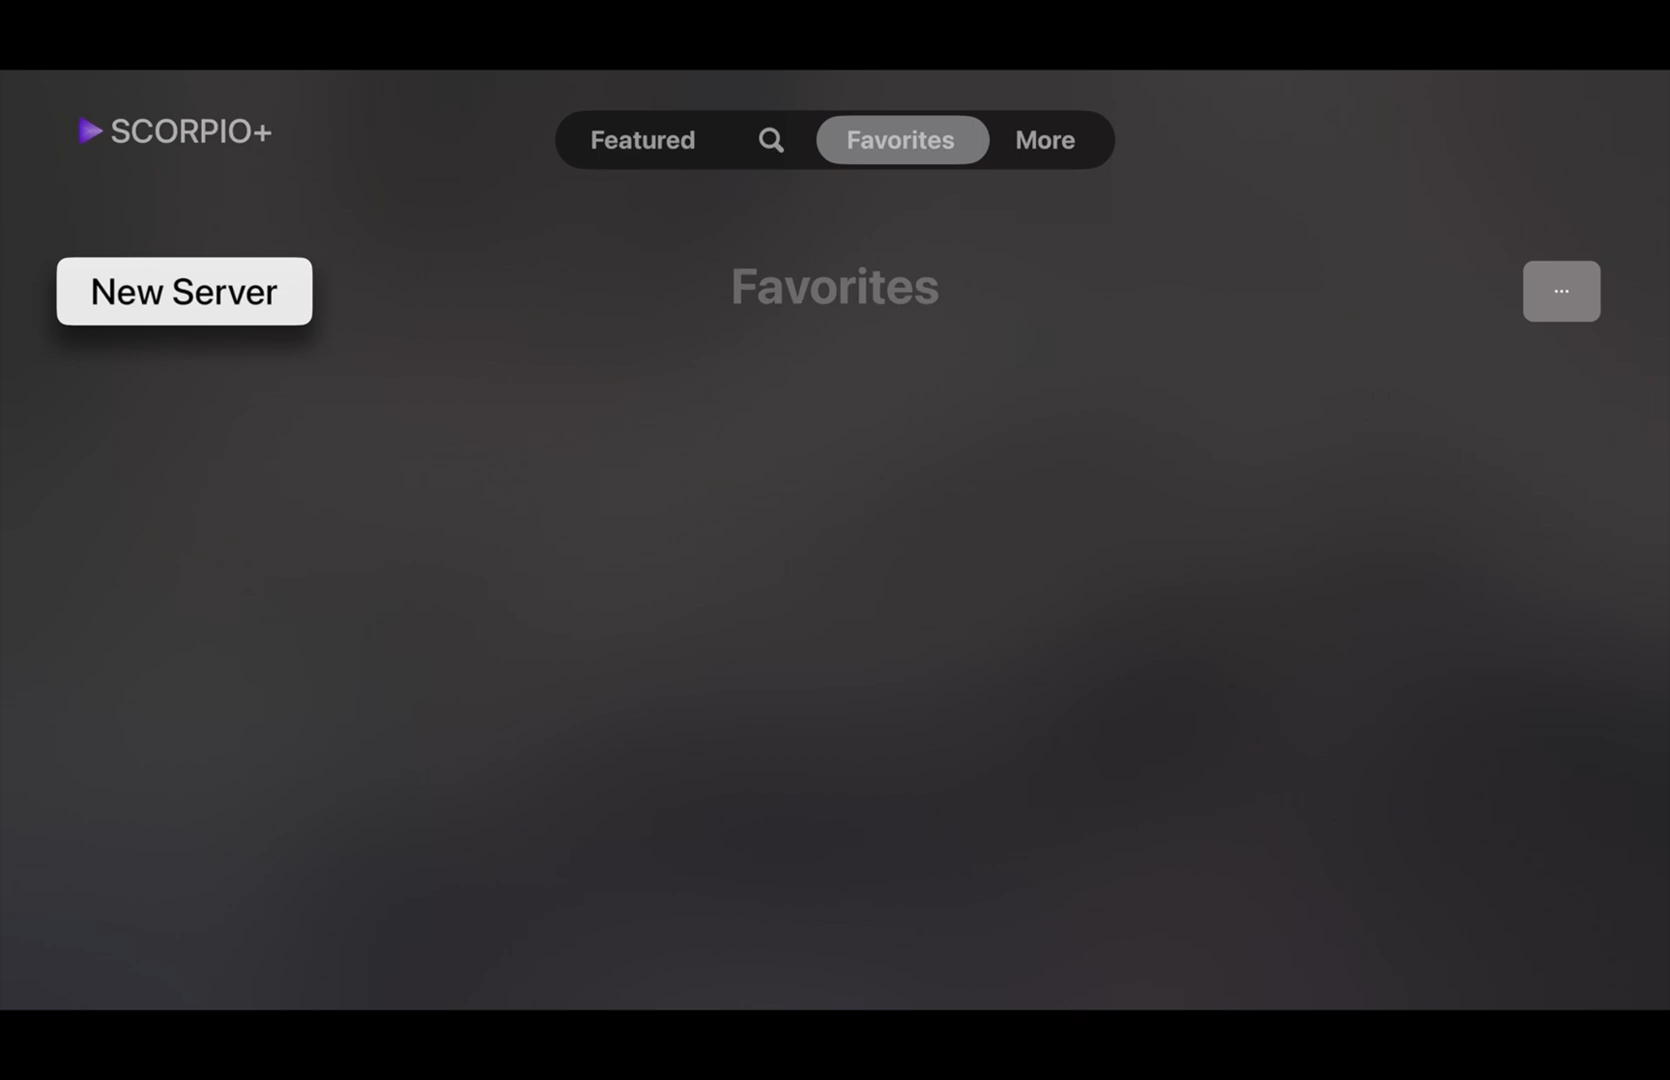 SCORPIO+
Featured
Favorites
More
New Server
Favorites
...